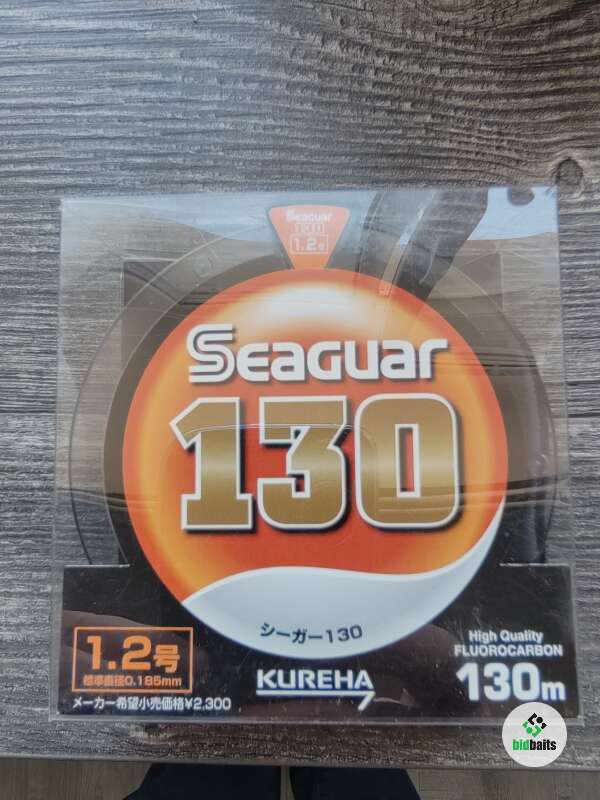 Seaguar
130
1.2号
Seaguar
130
シーガー130
1.2号
標準直径0.185mm
メーカー希望小売価格¥2,300
KUREHA
High Quality
FLUOROCARBON
130m
bidbaits